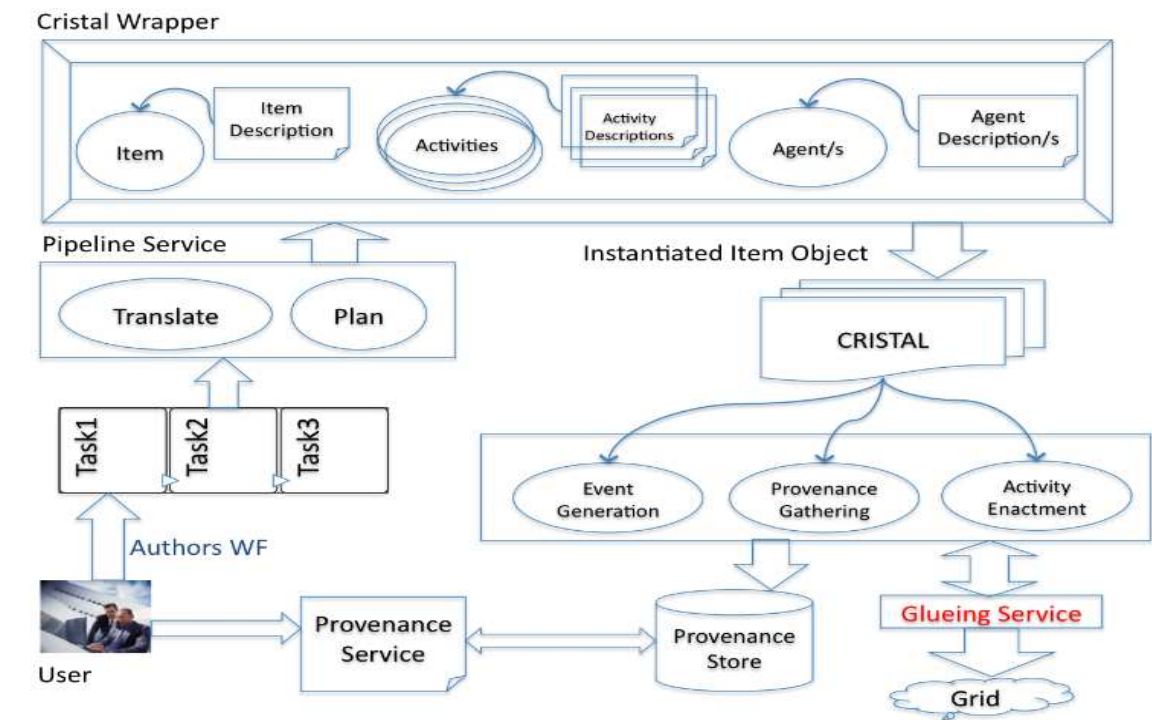 Cristal Wrapper
Item
Description
Item
Activity
Descriptions
Activities
Agent
Description/s
Agent/s
Pipeline Service
Instantiated Item Object
Translate
Plan
CRISTAL
Task1
Task2
Task3
Event
Generation
Provenance
Gathering
Activity
Enactment
Authors WF
Glueing Service
Provenance
Service
Provenance
Store
User
Grid